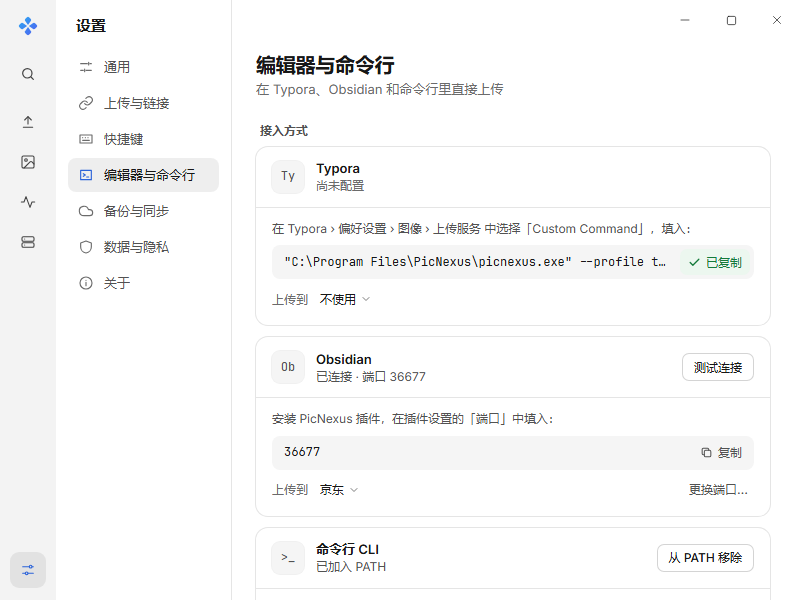 设置
通用
上传与链接
快捷键
编辑器与命令行
备份与同步
数据与隐私
关于
编辑器与命令行
在 Typora、Obsidian 和命令行里直接上传
接入方式
Ty
Typora
尚未配置
在 Typora › 偏好设置 › 图像 › 上传服务 中选择「Custom Command」，填入：
"C:\Program Files\PicNexus\picnexus.exe" --profile t…
已复制
上传到 不使用
Ob
Obsidian
已连接 · 端口 36677
测试连接
安装 PicNexus 插件，在插件设置的「端口」中填入：
36677
复制
上传到 京东
更换端口…
>_
命令行 CLI
已加入 PATH
从 PATH 移除